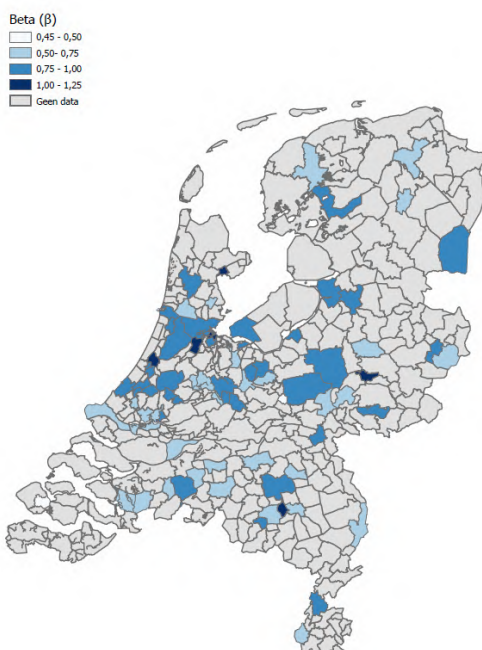 Beta (β)
0,45 - 0,50
0,50- 0,75
0,75 - 1,00
1,00 - 1,25
Geen data